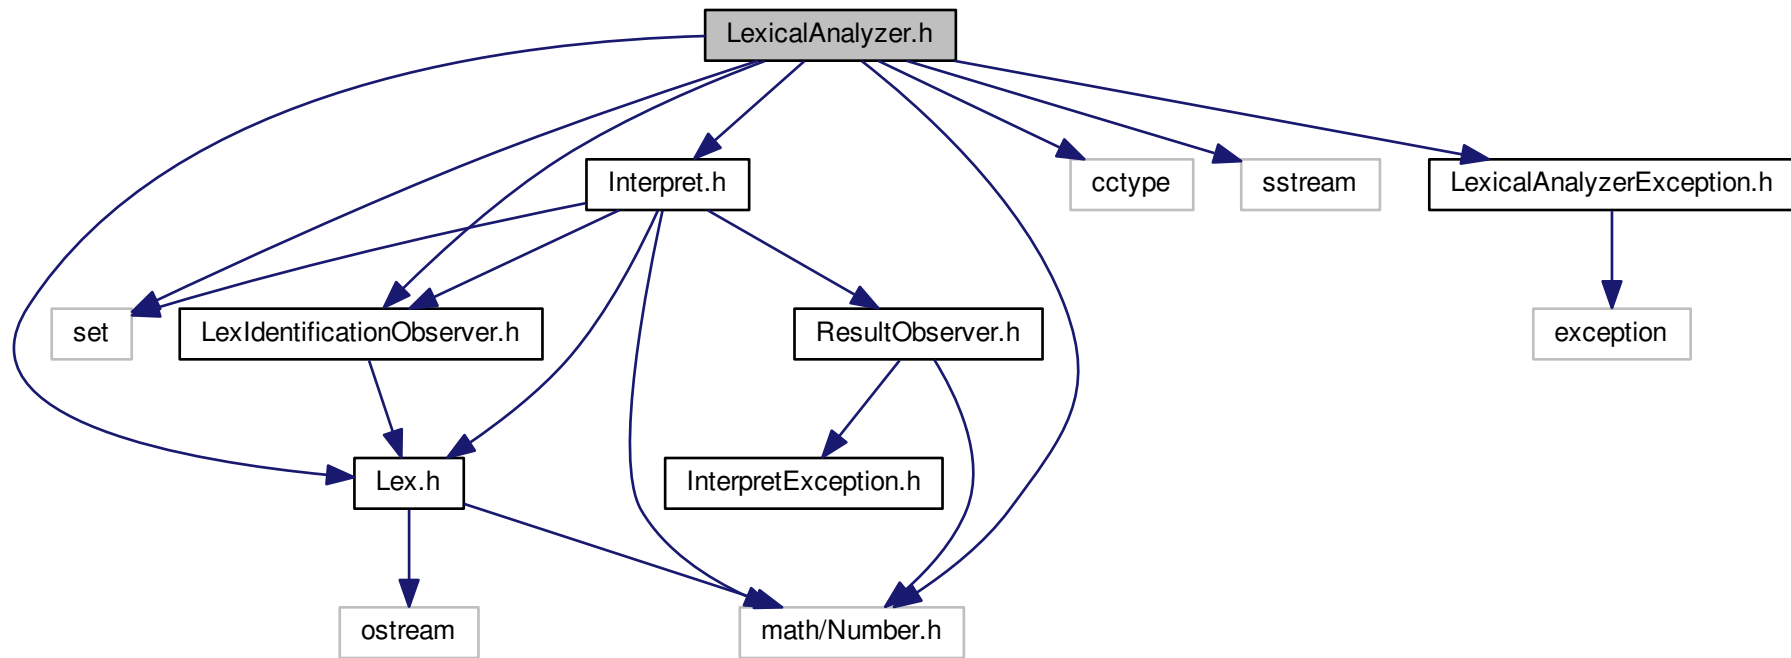 LexicalAnalyzer.h
Interpret.h
cctype
sstream
LexicalAnalyzerException.h
set
LexIdentificationObserver.h
ResultObserver.h
exception
Lex.h
InterpretException.h
ostream
math/Number.h